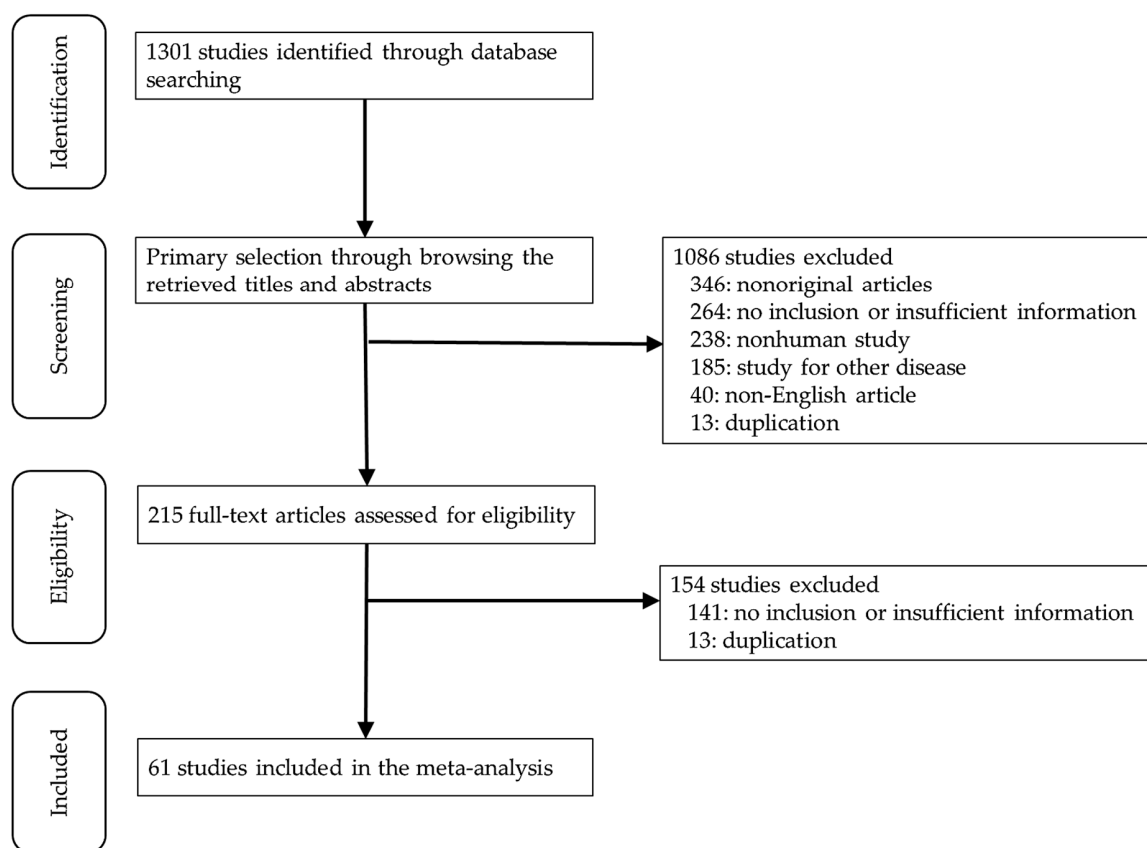 Identification
1301 studies identified through database
searching
Screening
Primary selection through browsing the
retrieved titles and abstracts
1086 studies excluded
346: nonoriginal articles
264: no inclusion or insufficient information
238: nonhuman study
185: study for other disease
40: non-English article
13: duplication
Eligibility
215 full-text articles assessed for eligibility
154 studies excluded
141: no inclusion or insufficient information
13: duplication
Included
61 studies included in the meta-analysis